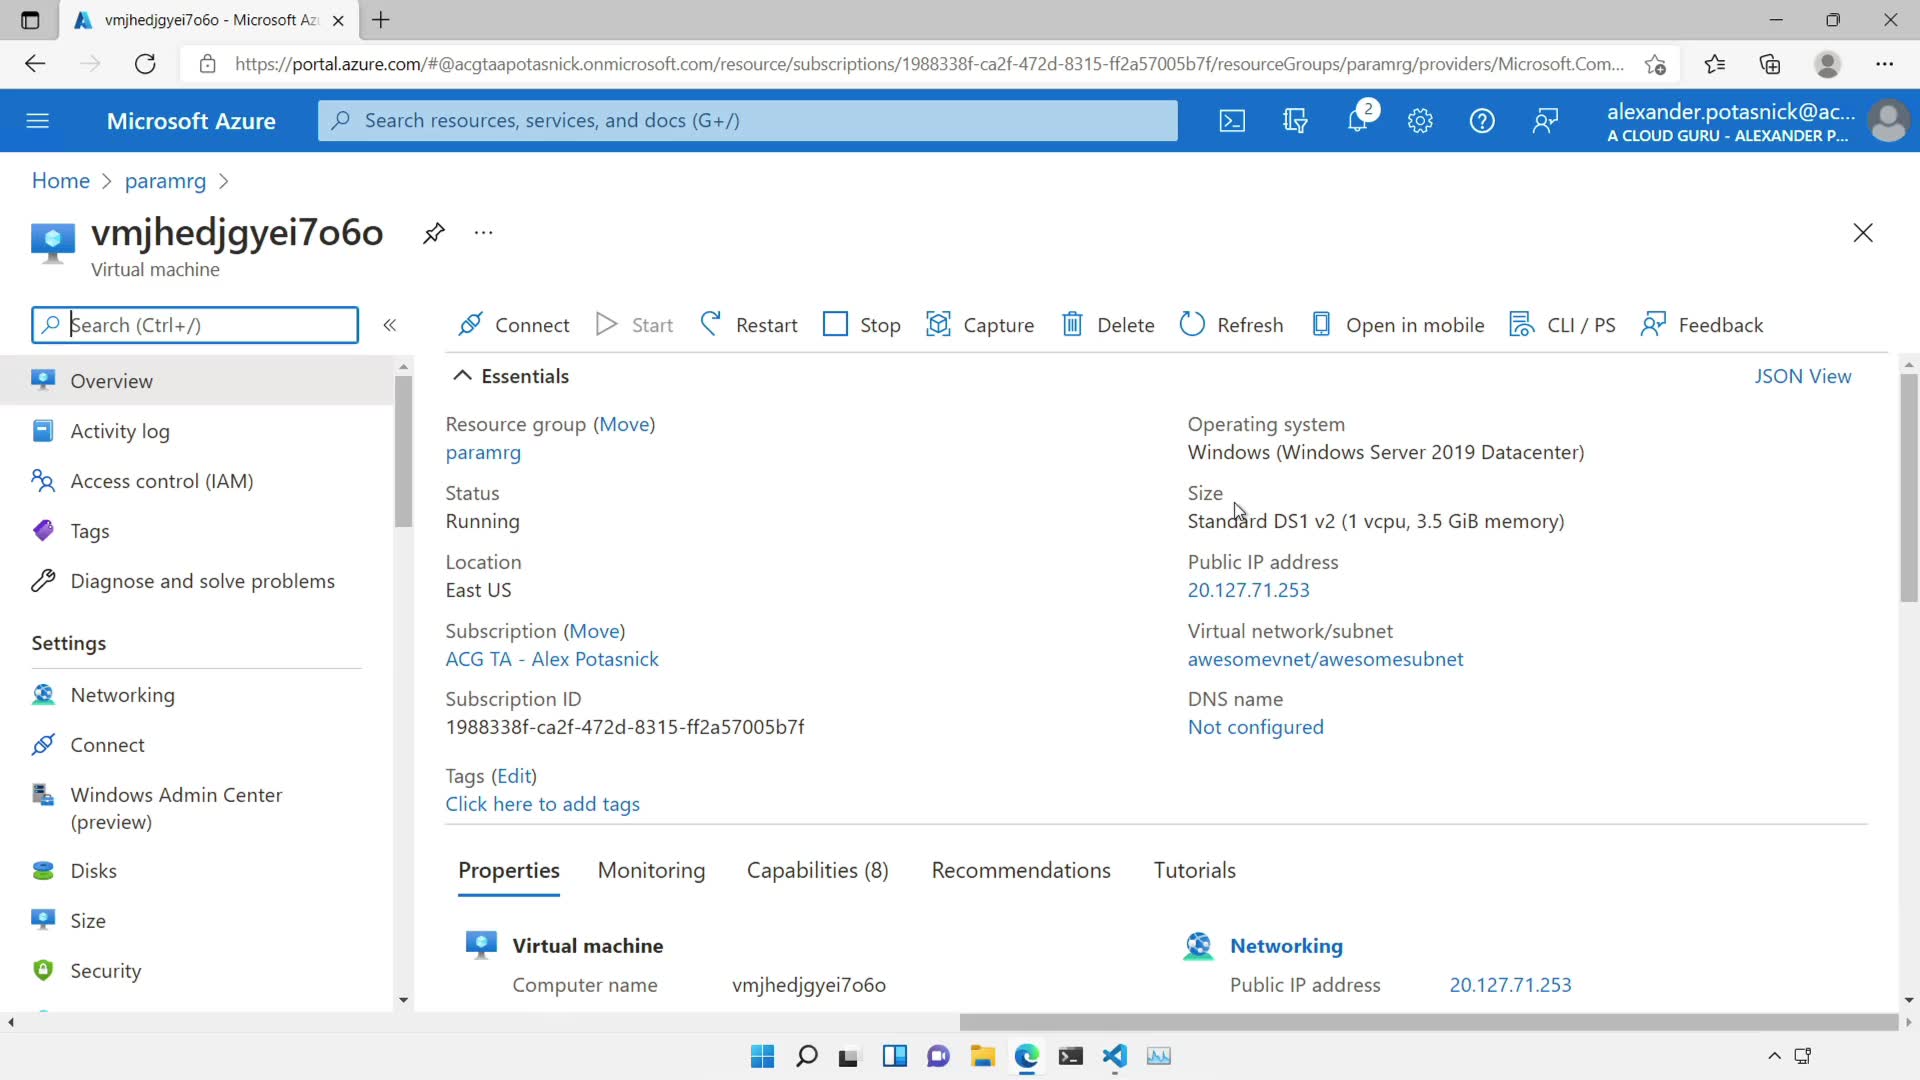 vmjhedjgyei7o6o - Microsoft Az
https://portal.azure.com/#@acgtaapotasnick.onmicrosoft.com/resource/subscriptions/1988338f-ca2f-472d-8315-ff2a57005b7f/resourceGroups/paramrg/providers/Microsoft.Com...
Microsoft Azure
Search resources, services, and docs (G+/)
2
alexander.potasnick@ac...
A CLOUD GURU - ALEXANDER P...
Home > paramrg >
vmjhedjgyei7o6o
...
Virtual machine
Search (Ctrl+/)
«
Connect
Start
Restart
Stop
Capture
Delete
Refresh
Open in mobile
CLI / PS
Feedback
Overview
Activity log
Access control (IAM)
Tags
Diagnose and solve problems
Settings
Networking
Connect
Windows Admin Center
(preview)
Disks
Size
Security
Essentials
JSON View
Resource group (Move)
paramrg
Status
Running
Location
East US
Subscription (Move)
ACG TA - Alex Potasnick
Subscription ID
1988338f-ca2f-472d-8315-ff2a57005b7f
Tags (Edit)
Click here to add tags
Operating system
Windows (Windows Server 2019 Datacenter)
Size
Standard DS1 v2 (1 vcpu, 3.5 GiB memory)
Public IP address
20.127.71.253
Virtual network/subnet
awesomevnet/awesomesubnet
DNS name
Not configured
Properties
Monitoring
Capabilities (8)
Recommendations
Tutorials
Virtual machine
Computer name vmjhedjgyei7o6o
Networking
Public IP address 20.127.71.253